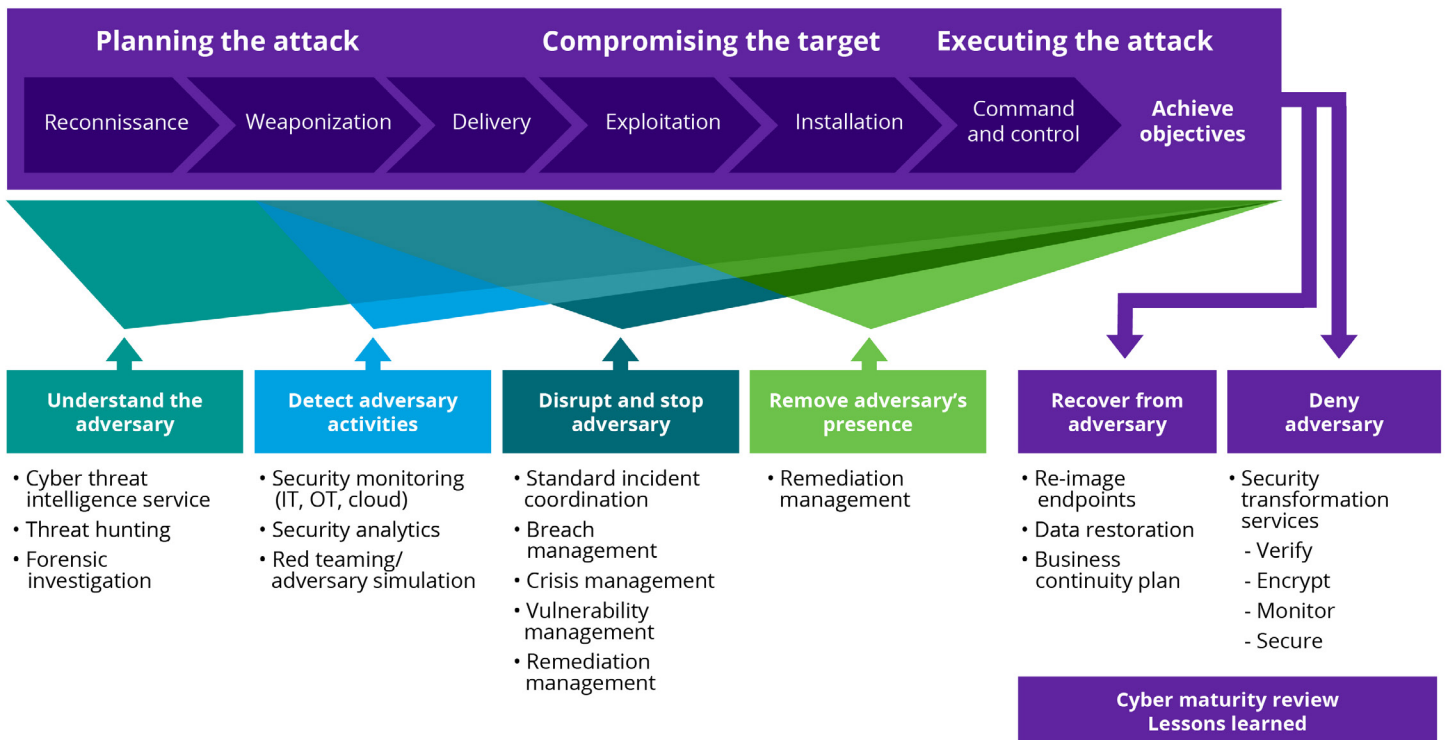 Planning the attack
Compromising the target
Executing the attack
Reconnissance
Weaponization
Delivery
Exploitation
Installation
Command
and control
Achieve
objectives
Understand the
adversary
• Cyber threat
intelligence service
• Threat hunting
• Forensic
investigation
Detect adversary
activities
• Security monitoring
(IT, OT, cloud)
• Security analytics
• Red teaming/
adversary simulation
Disrupt and stop
adversary
• Standard incident
coordination
• Breach
management
• Crisis management
• Vulnerability
management
• Remediation
management
Remove adversary’s
presence
• Remediation
management
Recover from
adversary
• Re-image
endpoints
• Data restoration
• Business
continuity plan
Deny
adversary
• Security
transformation
services
- Verify
- Encrypt
- Monitor
- Secure
Cyber maturity review
Lessons learned